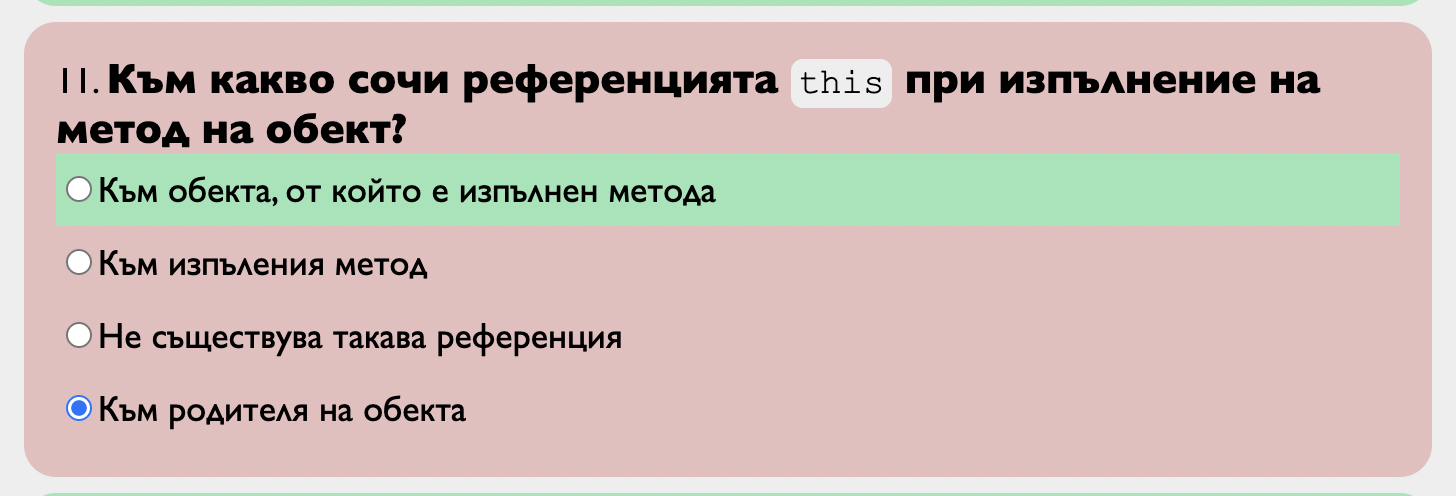 11. Към какво сочи референцията this при изпълнение на
метод на обект?
Към обекта, от който е изпълнен метода
Към изпъления метод
Не съществува такава референция
Към родителя на обекта